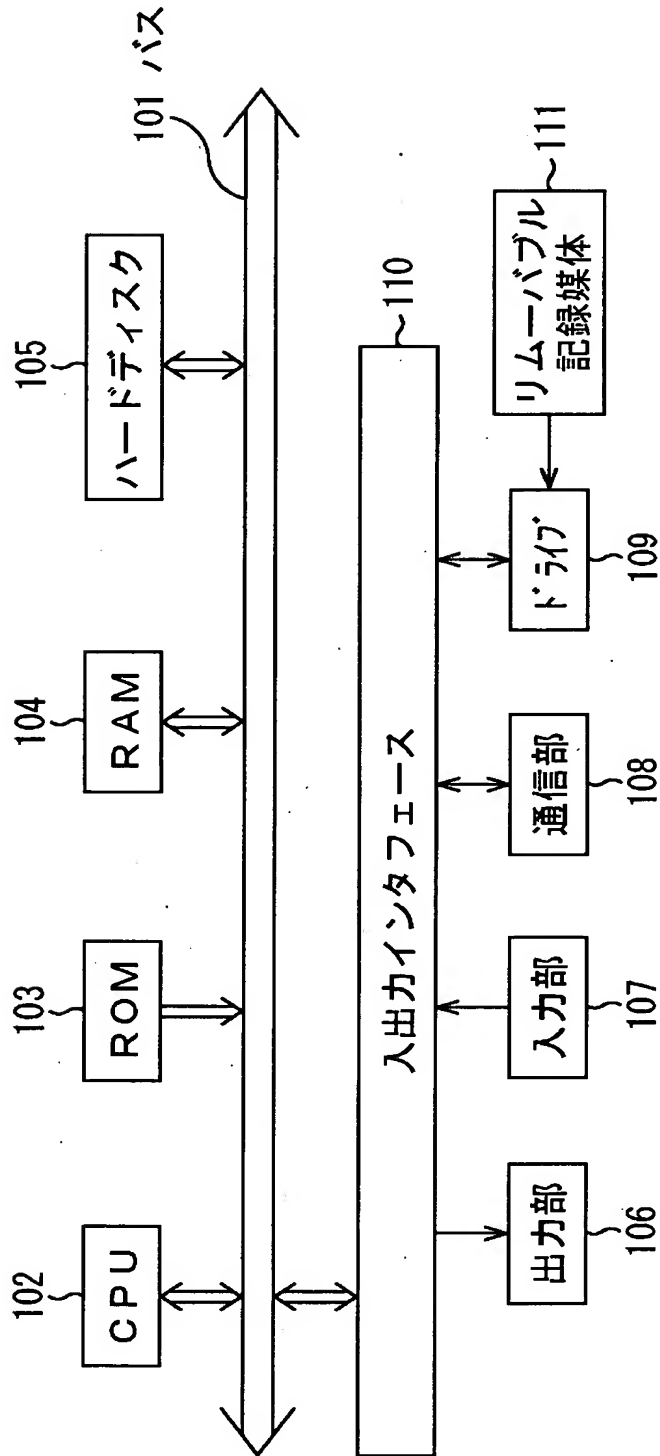 102
103
104
105
CPU
ROM
RAM
ハードディスク
101 バス
110
入出力インタフェース
出力部
入力部
通信部
ドライブ
リムーバブル
記録媒体
111
106
107
108
109